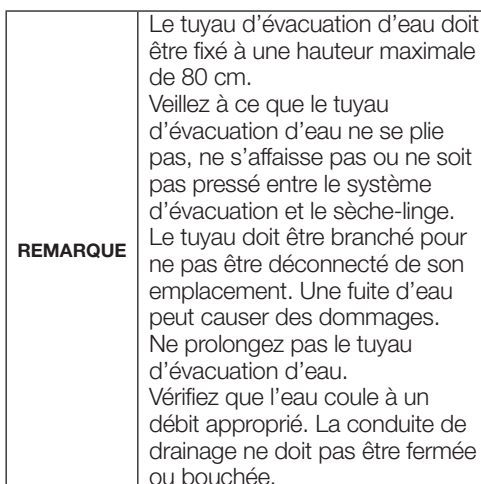 REMARQUE
Le tuyau d’évacuation d’eau doit
être fixé à une hauteur maximale
de 80 cm.
Veillez à ce que le tuyau
d’évacuation d’eau ne se plie
pas, ne s’affaisse pas ou ne soit
pas pressé entre le système
d’évacuation et le sèche-linge.
Le tuyau doit être branché pour
ne pas être déconnecté de son
emplacement. Une fuite d’eau
peut causer des dommages.
Ne prolongez pas le tuyau
d’évacuation d’eau.
Vérifiez que l’eau coule à un
débit approprié. La conduite de
drainage ne doit pas être fermée
ou bouchée.